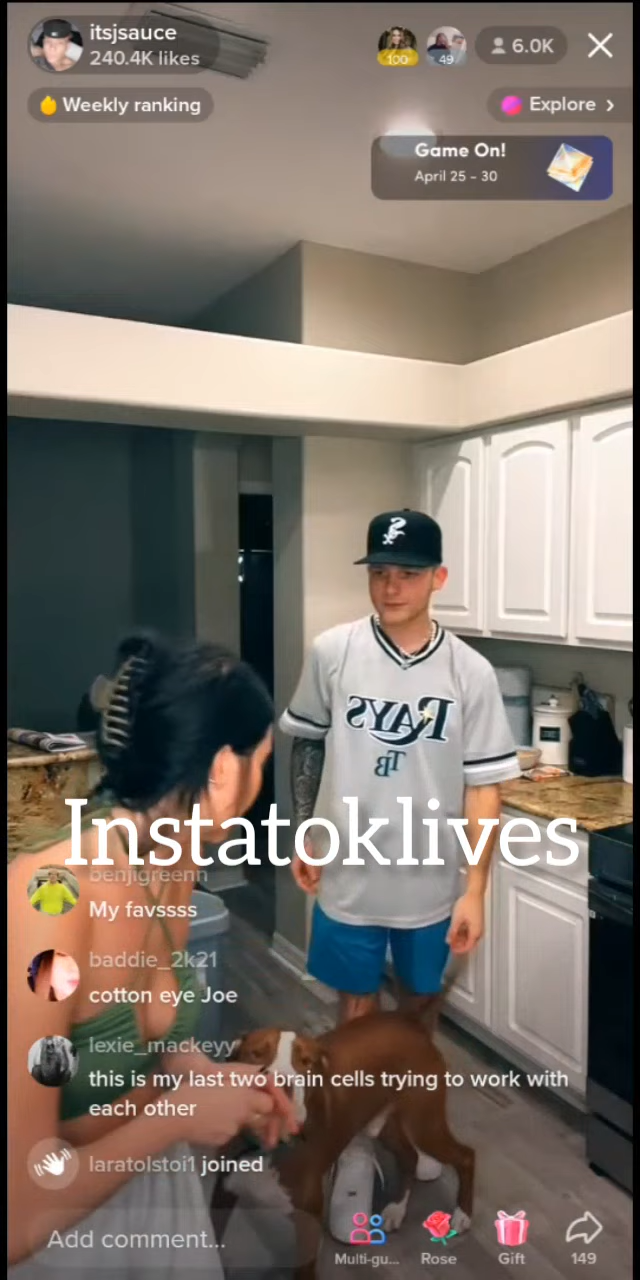 itsjsauce
240.4K likes
100
49
6.0K
Weekly ranking
Explore
Game On!
April 25 - 30
RAYS
TB
Instatoklives
benjigreenn
My favssss
baddie_2k21
cotton eye Joe
lexie_mackeyy
this is my last two brain cells trying to work with
each other
laratolstoi1 joined
Add comment...
Multi-gu...
Rose
Gift
149